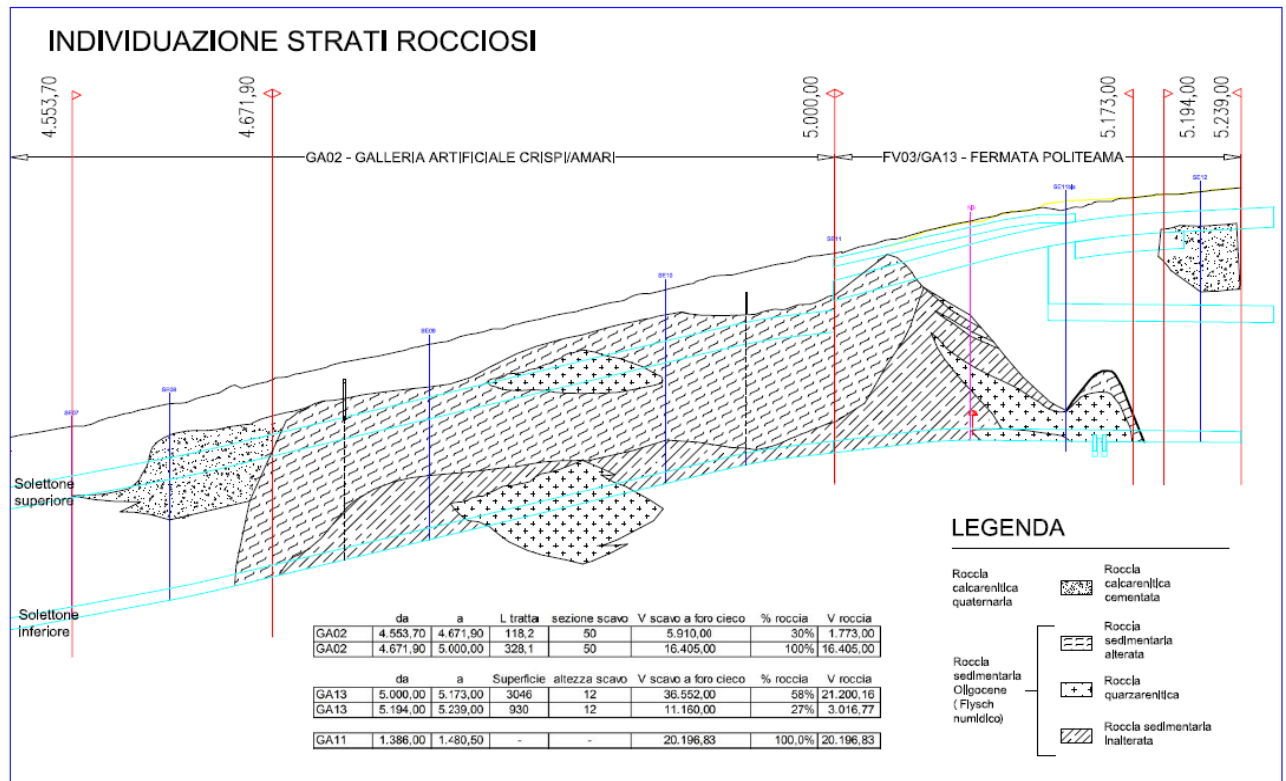 INDIVIDUAZIONE STRATI ROCCIOSI
4.553,70
4.671,90
5.000,00
5.173,00
5.194,00
5.239,00
GA02 - GALLERIA ARTIFICIALE CRISPI/AMARI
FV03/GA13 - FERMATA POLITEAMA
SE07
SE08
SE09
SE10
SE11
SE11bis
SE12
Solettone
superiore
Solettone
inferiore
da a L tratta sezione scavo V scavo a foro cieco % roccia V roccia
GA02 4.553,70 4.671,90 118,2 50 5.910,00 30% 1.773,00
GA02 4.671,90 5.000,00 328,1 50 16.405,00 100% 16.405,00
da a Superficie altezza scavo V scavo a foro cieco % roccia V roccia
GA13 5.000,00 5.173,00 3046 12 36.552,00 58% 21.200,16
GA13 5.194,00 5.239,00 930 12 11.160,00 27% 3.016,77
GA11 1.386,00 1.480,50 - - 20.196,83 100,0% 20.196,83
LEGENDA
Roccia
calcarenitica
quaternaria
Roccia
calcarenitica
cementata
Roccia
sedimentaria
Oligocene
( Flysch
numidico)
Roccia
sedimentaria
alterata
Roccia
quarzarenitica
Roccia sedimentaria
inalterata